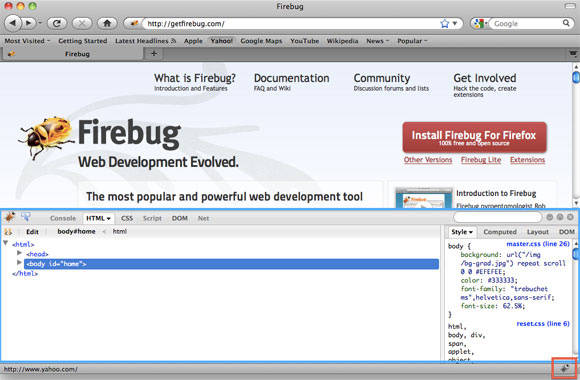 Firebug
http://getfirebug.com/
Google
Most Visited Getting Started Latest Headlines Apple Yahoo! Google Maps YouTube Wikipedia News Popular
Firebug
What is Firebug? Documentation Community Get Involved
Introduction and Features FAQ and Wiki Discussion forums and lists Hack the code, create
extensions
Firebug
Web Development Evolved.
Install Firebug For Firefox
100% free and open source
Other Versions Firebug Lite Extensions
The most popular and powerful web development tool
Introduction to Firebug
Firebug pyroentomologist Rob
Console HTML CSS Script DOM Net
Edit body#home < html
<html>
<head>
<body id="home">
</html>
Style Computed Layout DOM
body { master.css (line 26)
background: url("/img
/bg-grad.jpg") repeat scroll
0 0 #EFEFEE;
color: #333333;
font-family: "trebuchet
ms",helvetica,sans-serif;
font-size: 62.5%;
}
html, reset.css (line 6)
body, div,
span,
applet,
object,
http://www.yahoo.com/